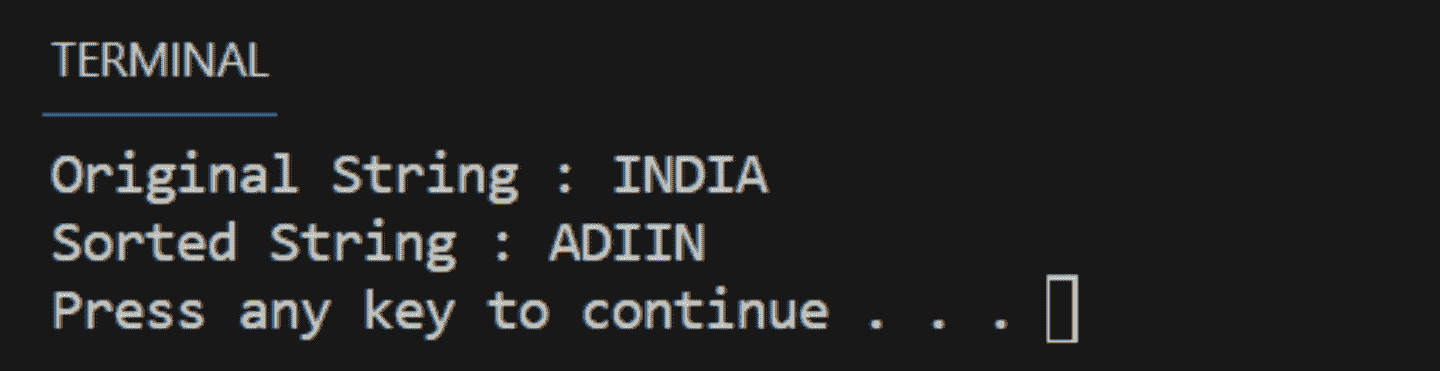 TERMINAL
Original String : INDIA
Sorted String : ADIIN
Press any key to continue . . .